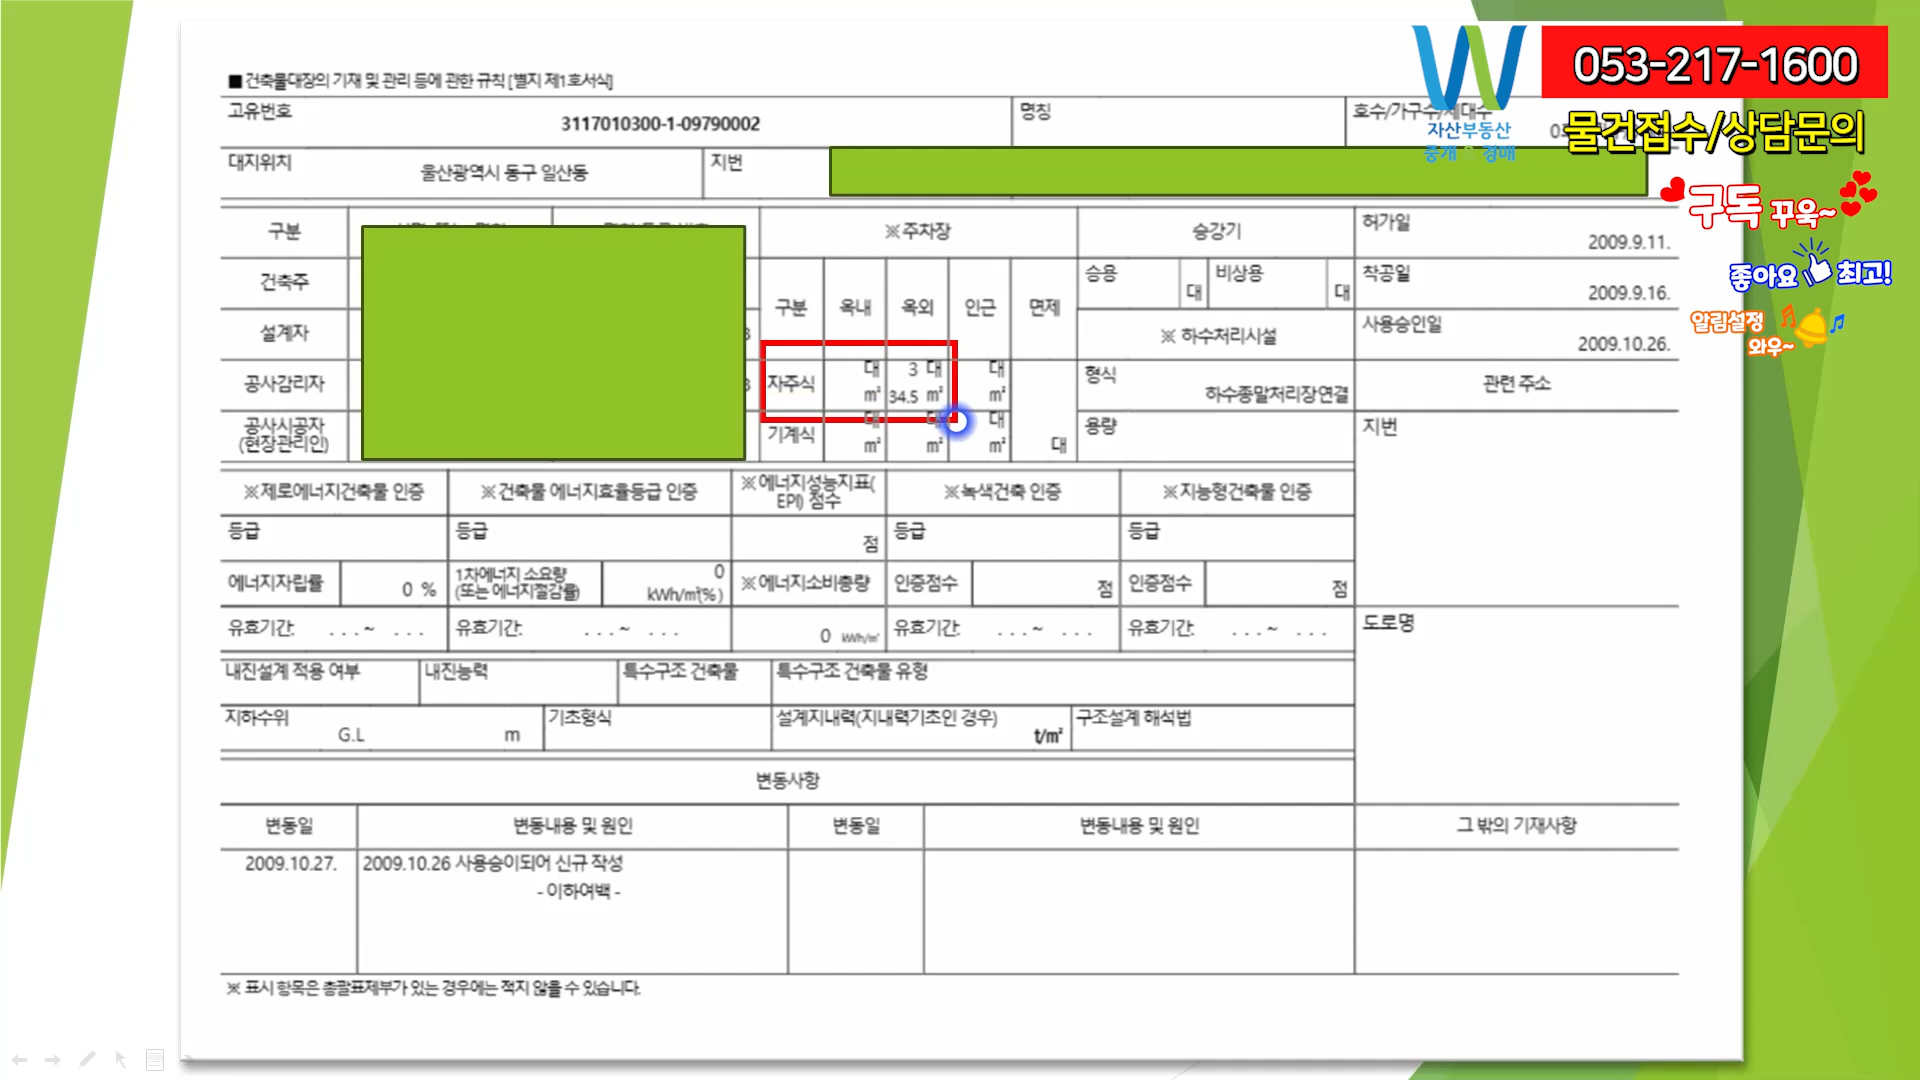 ■ 건축물대장의 기재 및 관리 등에 관한 규칙 [별지 제1호서식]
053-217-1600
물건접수/상담문의
자산부동산
중개 & 경매
구독 꾸욱~
좋아요 최고!
알림설정
와우~
고유번호 3117010300-1-09790002 명칭 호수/가구수/세대수
대지위치 울산광역시 동구 일산동 지번
구분 ※주차장 승강기 허가일 2009.9.11.
건축주 구분 옥내 옥외 인근 면제 승용 대 비상용 대 착공일 2009.9.16.
설계자 ※ 하수처리시설 사용승인일 2009.10.26.
공사감리자 자주식 대 ㎡ 3 대 34.5 ㎡ 대 ㎡ 형식 하수종말처리장연결 관련 주소
공사시공자
(현장관리인) 기계식 대 ㎡ 대 ㎡ 대 ㎡ 대 용량 지번
※제로에너지건축물 인증 ※건축물 에너지효율등급 인증 ※에너지성능지표(
EPI) 점수 ※녹색건축 인증 ※지능형건축물 인증
등급 등급 점 등급 등급
에너지자립률 0 % 1차에너지 소요량
(또는 에너지절감률) 0
kWh/㎡(%) ※에너지소비총량 인증점수 점 인증점수 점
유효기간: . . . ~ . . . 유효기간: . . . ~ . . . 0 kWh/㎡ 유효기간: . . . ~ . . . 유효기간: . . . ~ . . . 도로명
내진설계 적용 여부 내진능력 특수구조 건축물 특수구조 건축물 유형
지하수위 G.L m 기초형식 설계지내력(지내력기초인 경우) t/㎡ 구조설계 해석법
변동사항
변동일 변동내용 및 원인 변동일 변동내용 및 원인 그 밖의 기재사항
2009.10.27. 2009.10.26 사용승이되어 신규 작성
- 이하여백 -
※ 표시 항목은 총괄표제부가 있는 경우에는 적지 않을 수 있습니다.